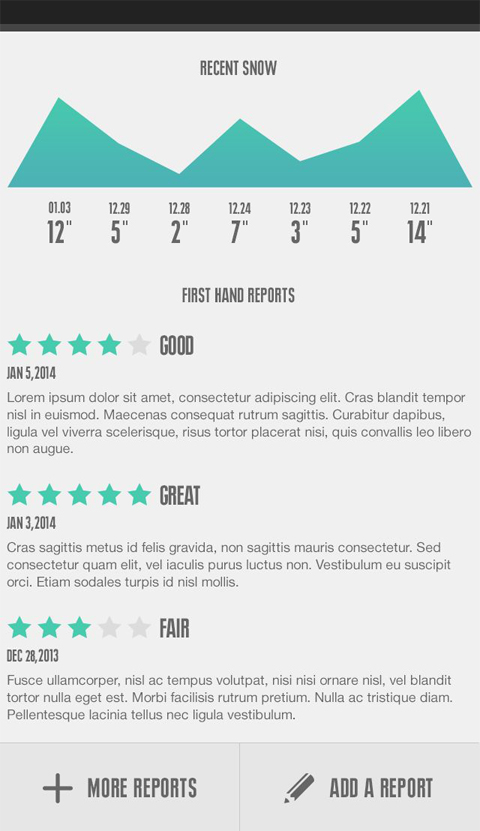 RECENT SNOW
01.03 12.29 12.28 12.24 12.23 12.22 12.21
12" 5" 2" 7" 3" 5" 14"
FIRST HAND REPORTS
GOOD
JAN 5,2014
Lorem ipsum dolor sit amet, consectetur adipiscing elit. Cras blandit tempor
nisl in euismod. Maecenas consequat rutrum sagittis. Curabitur dapibus,
ligula vel viverra scelerisque, risus tortor placerat nisi, quis convallis leo libero
non augue.
GREAT
JAN 3,2014
Cras sagittis metus id felis gravida, non sagittis mauris consectetur. Sed
consectetur quam elit, vel iaculis purus luctus non. Vestibulum eu suscipit
orci. Etiam sodales turpis id nisl mollis.
FAIR
DEC 28,2013
Fusce ullamcorper, nisl ac tempus volutpat, nisi nisi ornare nisl, vel blandit
tortor nulla eget est. Morbi facilisis rutrum pretium. Nulla ac tristique diam.
Pellentesque lacinia tellus nec ligula vestibulum.
MORE REPORTS
ADD A REPORT